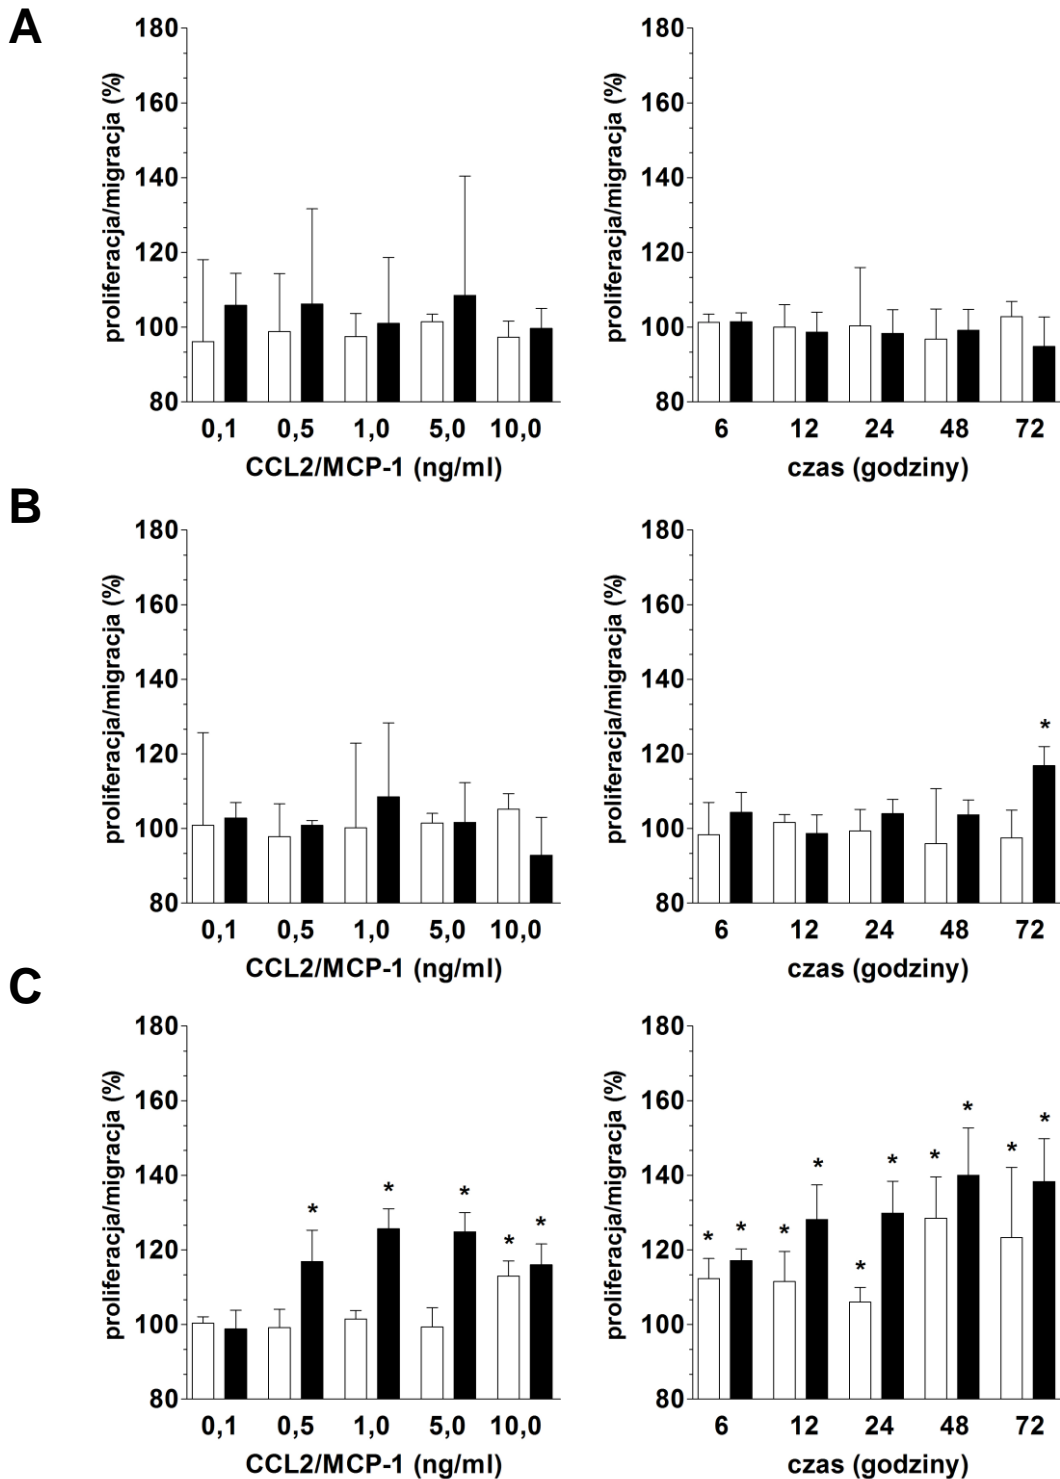 A
proliferacja/migracja (%)
180
160
140
120
100
80
0,1 0,5 1,0 5,0 10,0
CCL2/MCP-1 (ng/ml)
proliferacja/migracja (%)
180
160
140
120
100
80
6 12 24 48 72
czas (godziny)
B
proliferacja/migracja (%)
180
160
140
120
100
80
0,1 0,5 1,0 5,0 10,0
CCL2/MCP-1 (ng/ml)
proliferacja/migracja (%)
180
160
140
120
100
80
*
6 12 24 48 72
czas (godziny)
C
proliferacja/migracja (%)
180
160
140
120
100
80
* * * * *
0,1 0,5 1,0 5,0 10,0
CCL2/MCP-1 (ng/ml)
proliferacja/migracja (%)
180
160
140
120
100
80
* * * * * * * * * *
6 12 24 48 72
czas (godziny)